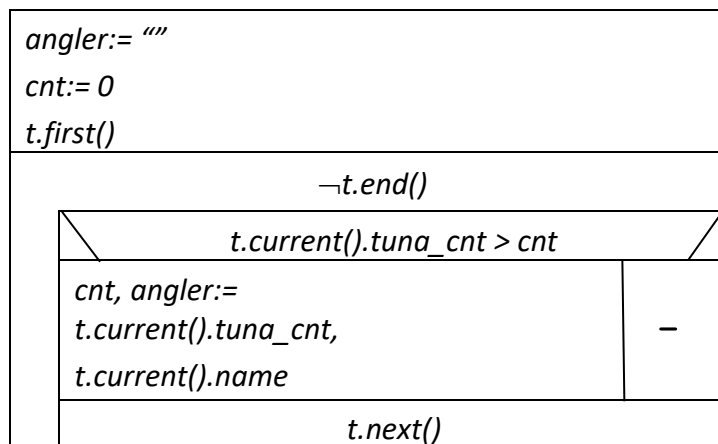 angler:= “”
cnt:= 0
t.first()
¬t.end()
t.current().tuna_cnt > cnt
cnt, angler:=
t.current().tuna_cnt,
t.current().name
–
t.next()